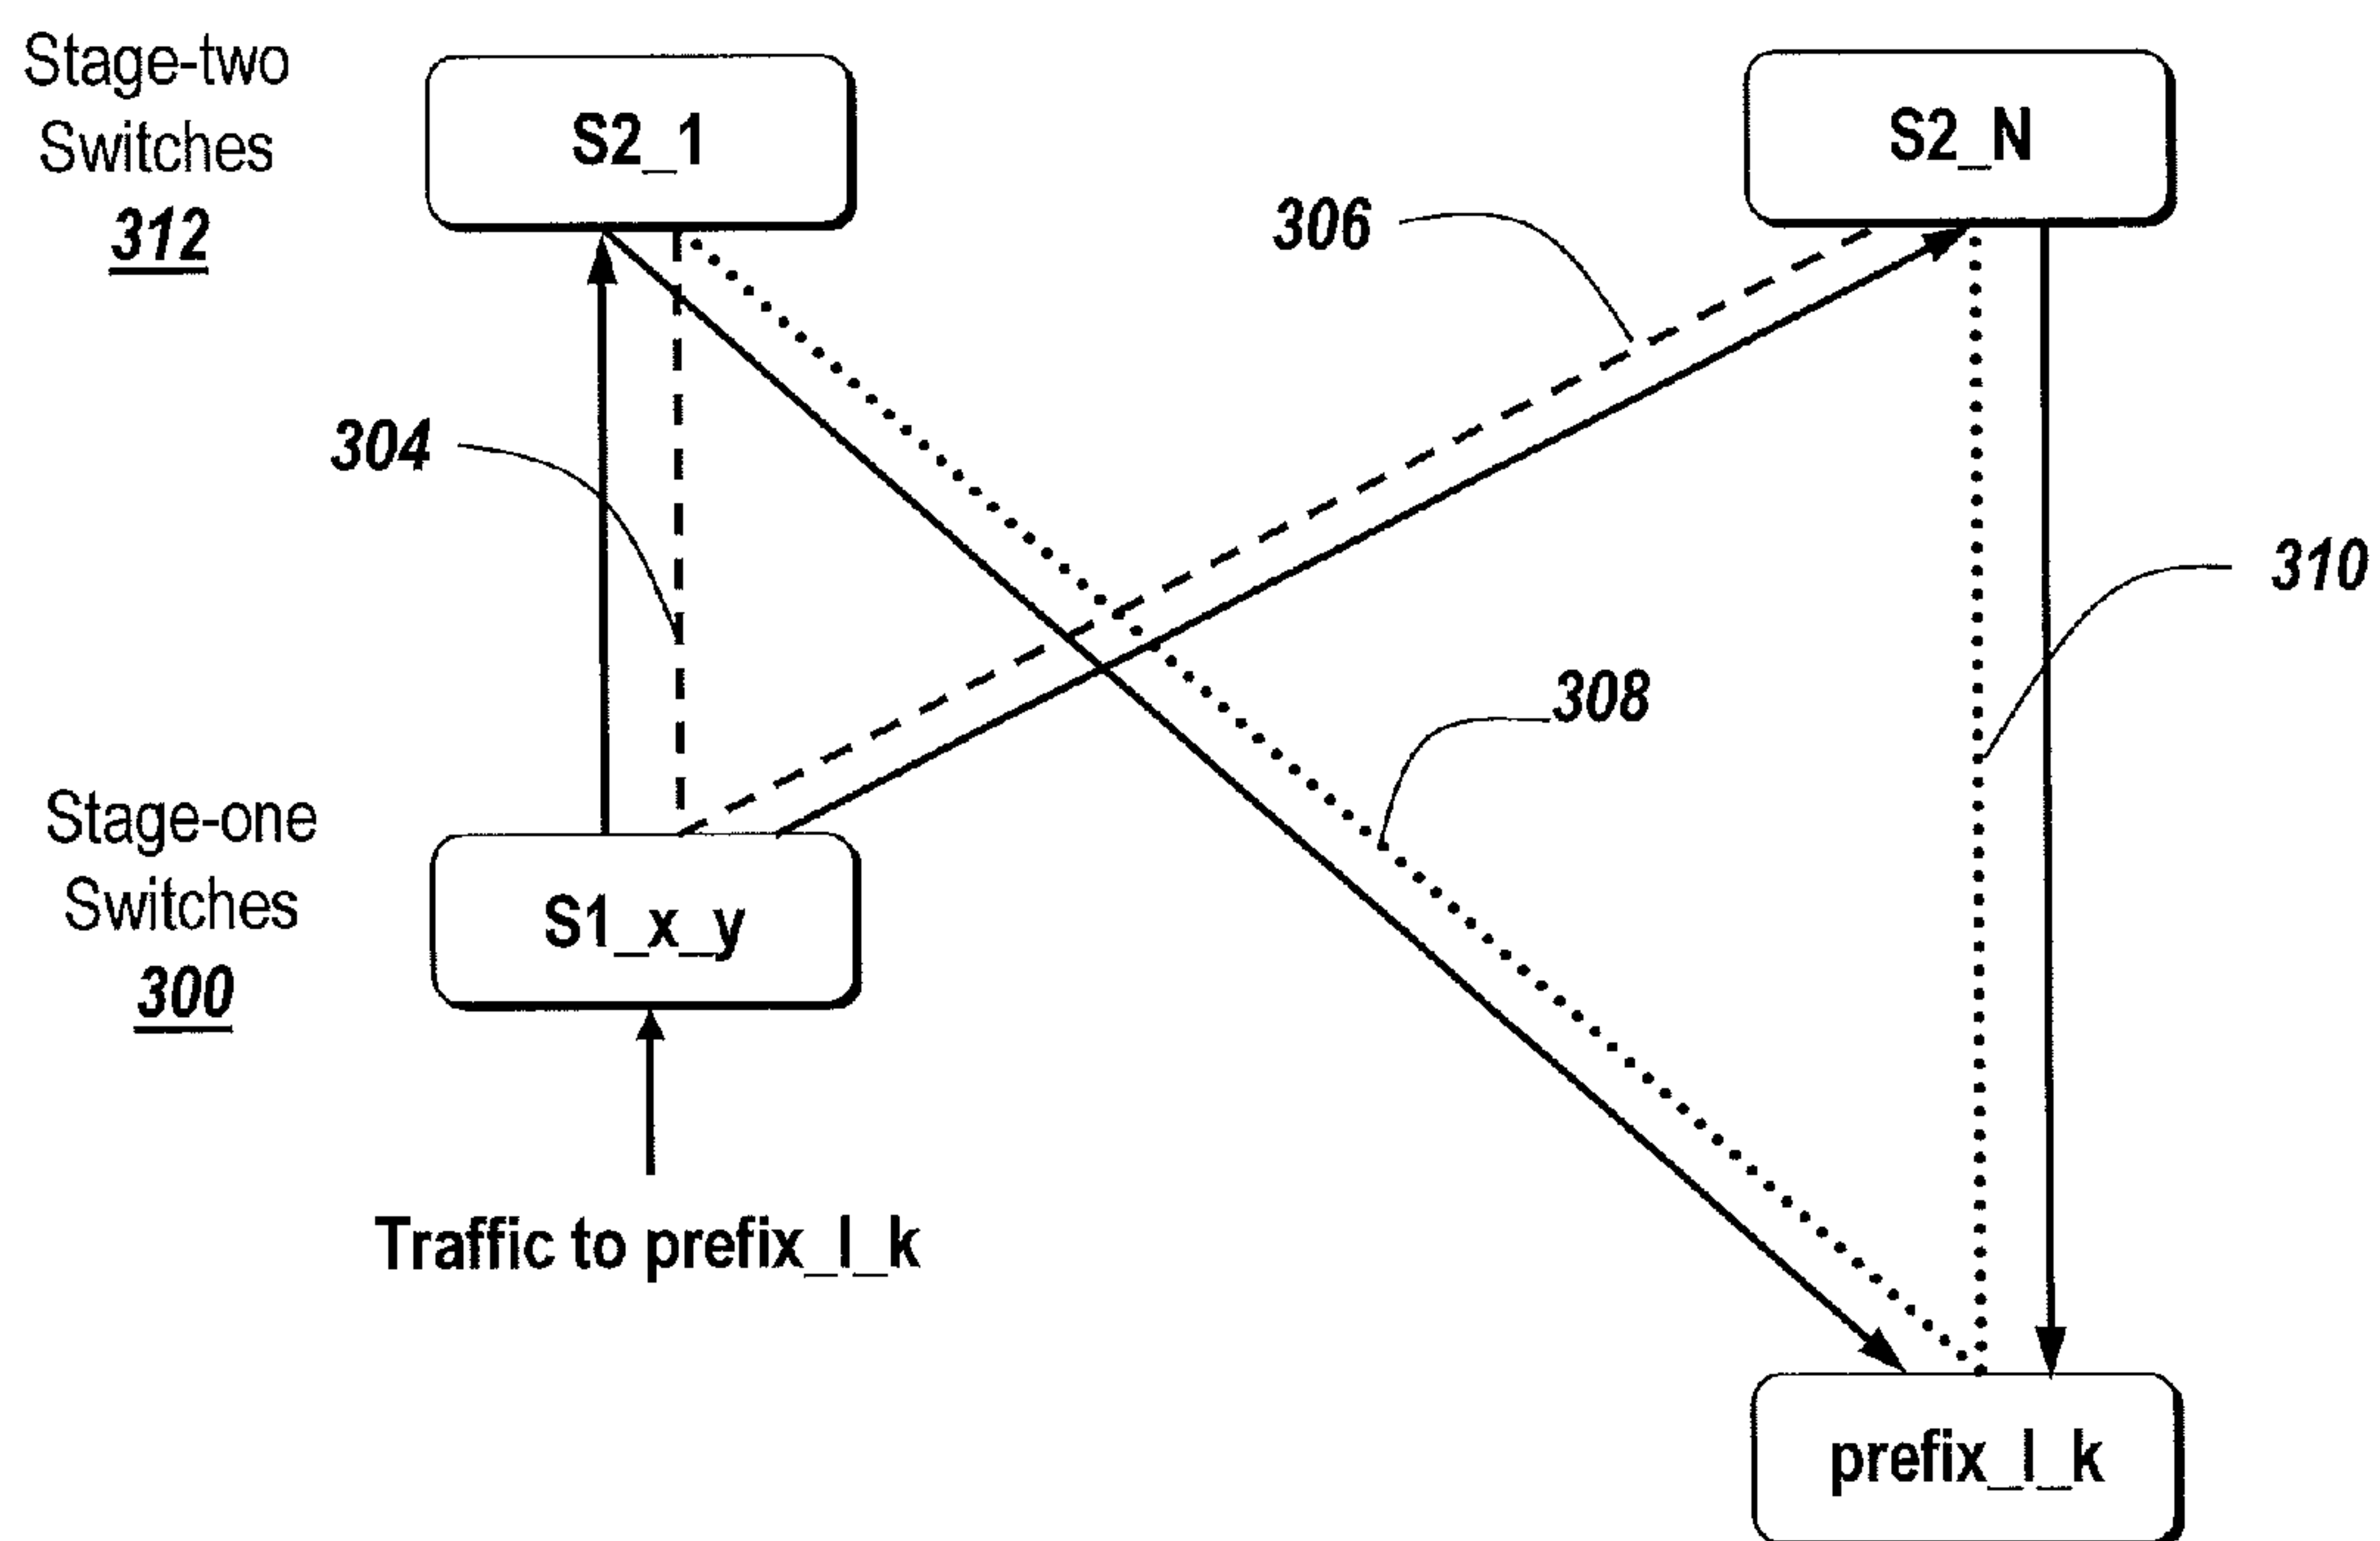 Stage-two
Switches
312
S2_1
S2_N
306
304
310
308
Stage-one
Switches
300
S1_x_y
Traffic to prefix_l_k
prefix_l_k